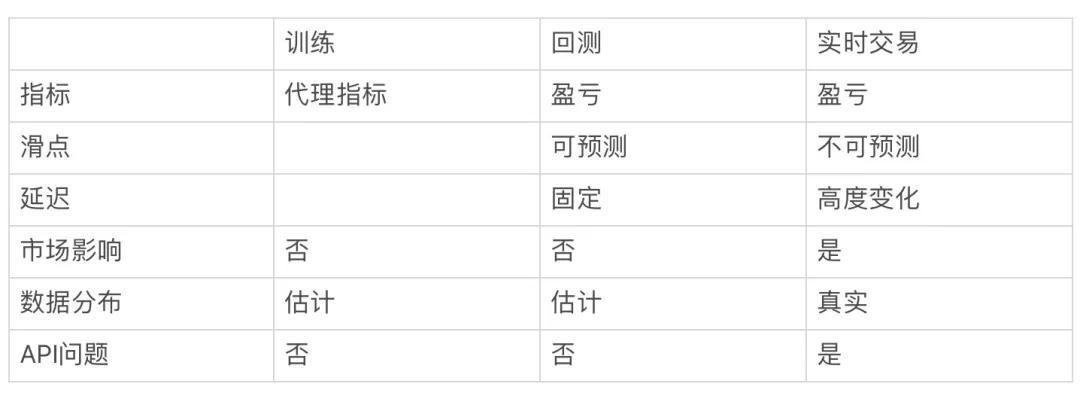 训练 回测 实时交易
指标 代理指标 盈亏 盈亏
滑点 可预测 不可预测
延迟 固定 高度变化
市场影响 否 否 是
数据分布 估计 估计 真实
API问题 否 否 是